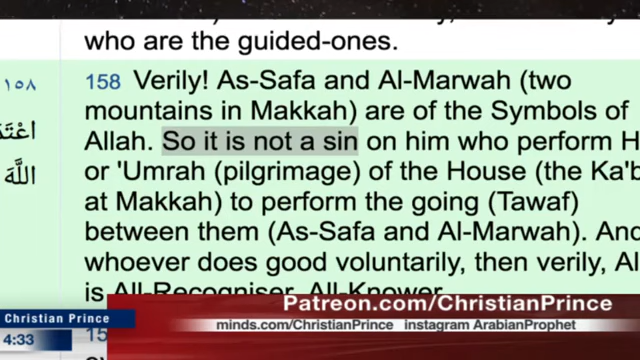 who are the guided-ones.
١٥٨
158 Verily! As-Safa and Al-Marwah (two
mountains in Makkah) are of the Symbols of
Allah. So it is not a sin on him who perform H
or 'Umrah (pilgrimage) of the House (the Ka'b
at Makkah) to perform the going (Tawaf)
between them (As-Safa and Al-Marwah). And
whoever does good voluntarily, then verily, Al
is All-Recogniser, All-Knower.
اللَّهَ
Patreon.com/ChristianPrince
minds.com/ChristianPrince instagram ArabianProphet
Christian Prince
4:33